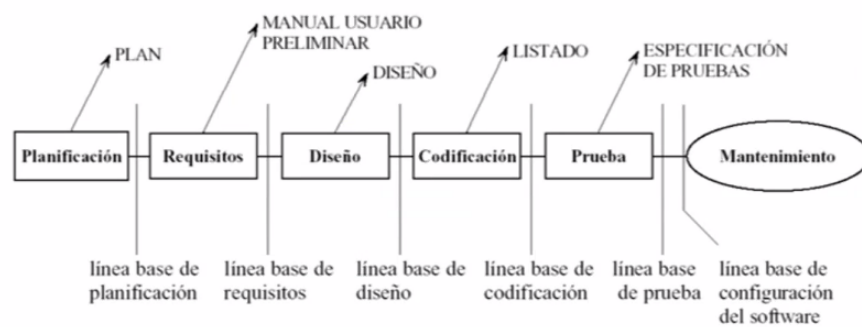 MANUAL USUARIO
PRELIMINAR
PLAN
DISEÑO
LISTADO
ESPECIFICACIÓN
DE PRUEBAS
Planificación
Requisitos
Diseño
Codificación
Prueba
Mantenimiento
línea base de
planificación
línea base de
requisitos
línea base de
diseño
línea base de
codificación
línea base
de prueba
línea base de
configuración
del software